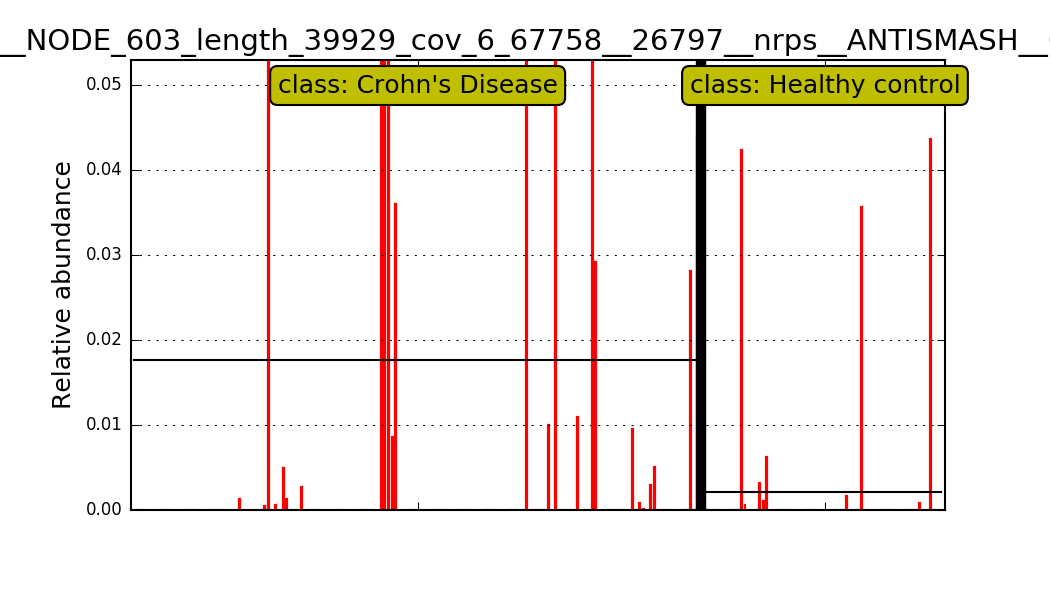 __NODE_603_length_39929_cov_6_67758__26797__nrps__ANTISMASH__
class: Crohn's Disease
class: Healthy control
Relative abundance
0.05
0.04
0.03
0.02
0.01
0.00